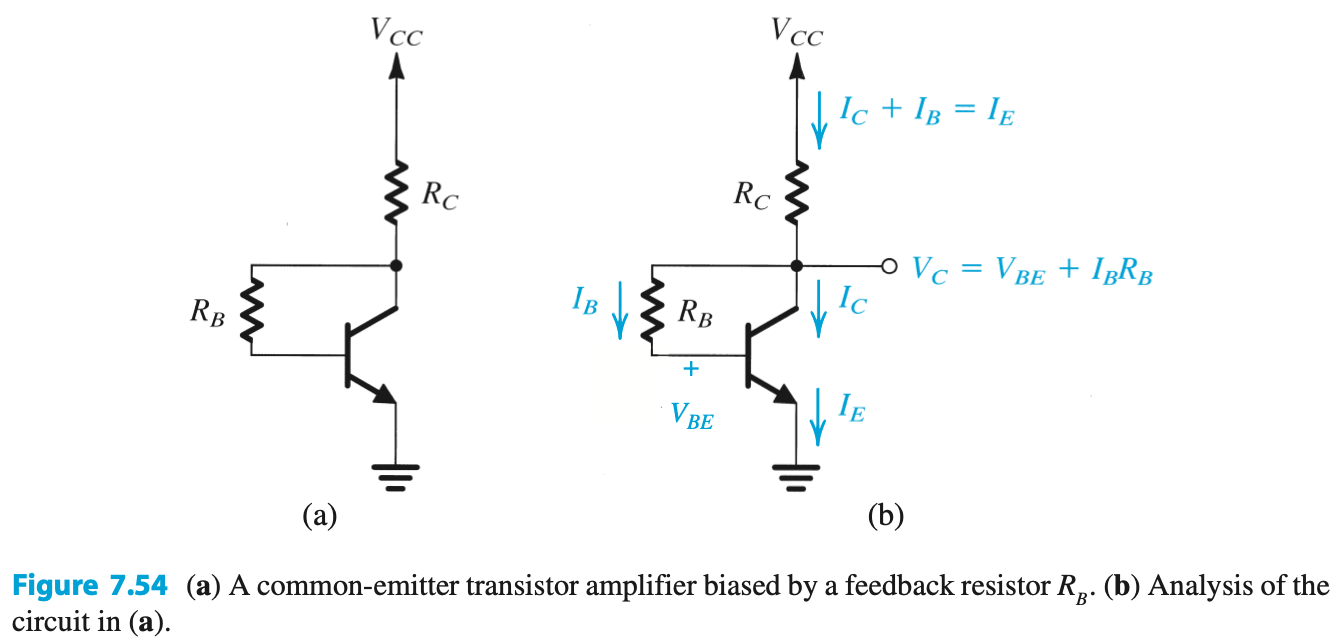 V_CC
R_C
R_B
(a)
V_CC
I_C + I_B = I_E
R_C
V_C = V_BE + I_B R_B
I_B
R_B
I_C
+
V_BE
I_E
(b)
Figure 7.54 (a) A common-emitter transistor amplifier biased by a feedback resistor R_B. (b) Analysis of the
circuit in (a).